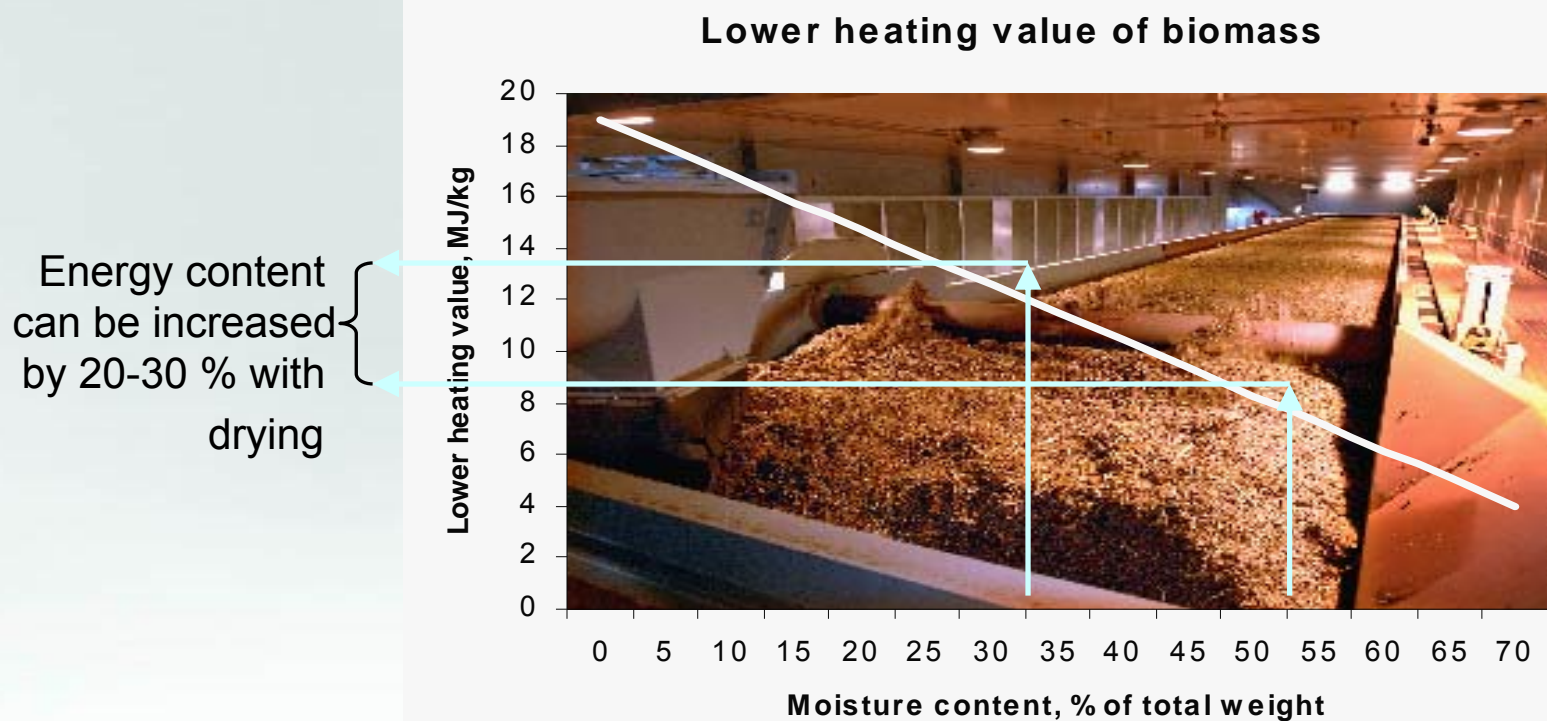 Lower heating value of biomass
Energy content
can be increased
by 20-30 % with
drying
Lower heating value, MJ/kg
20
18
16
14
12
10
8
6
4
2
0
0 5 10 15 20 25 30 35 40 45 50 55 60 65 70
Moisture content, % of total weight